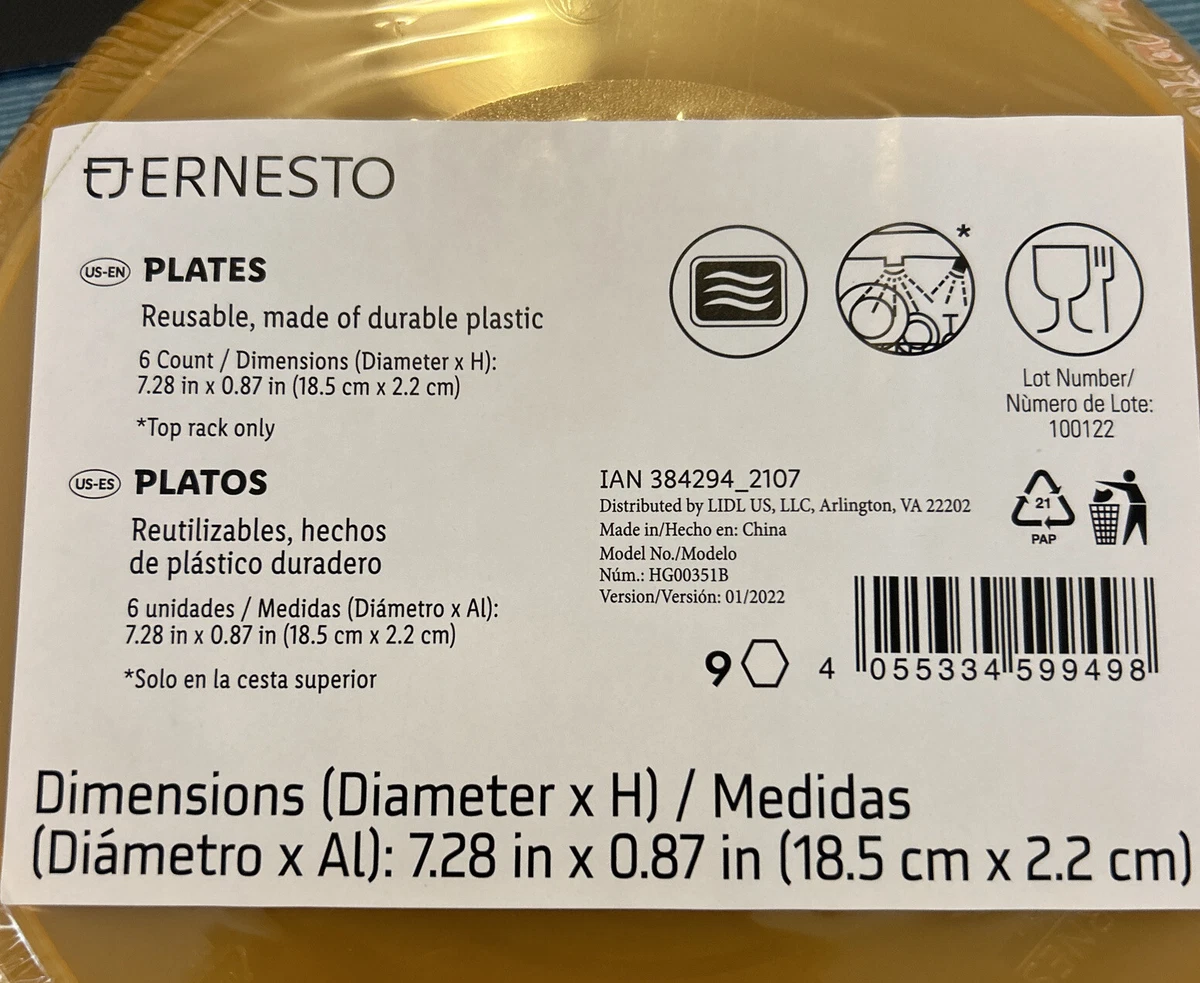 ERNESTO
US-EN PLATES
Reusable, made of durable plastic
6 Count / Dimensions (Diameter x H):
7.28 in x 0.87 in (18.5 cm x 2.2 cm)
*Top rack only
*
Lot Number/
Nùmero de Lote:
100122
US-ES PLATOS
Reutilizables, hechos
de plástico duradero
6 unidades / Medidas (Diámetro x Al):
7.28 in x 0.87 in (18.5 cm x 2.2 cm)
*Solo en la cesta superior
IAN 384294_2107
Distributed by LIDL US, LLC, Arlington, VA 22202
Made in/Hecho en: China
Model No./Modelo
Núm.: HG00351B
Version/Versión: 01/2022
21
PAP
9
4 055334 599498
Dimensions (Diameter x H) / Medidas
(Diámetro x Al): 7.28 in x 0.87 in (18.5 cm x 2.2 cm)